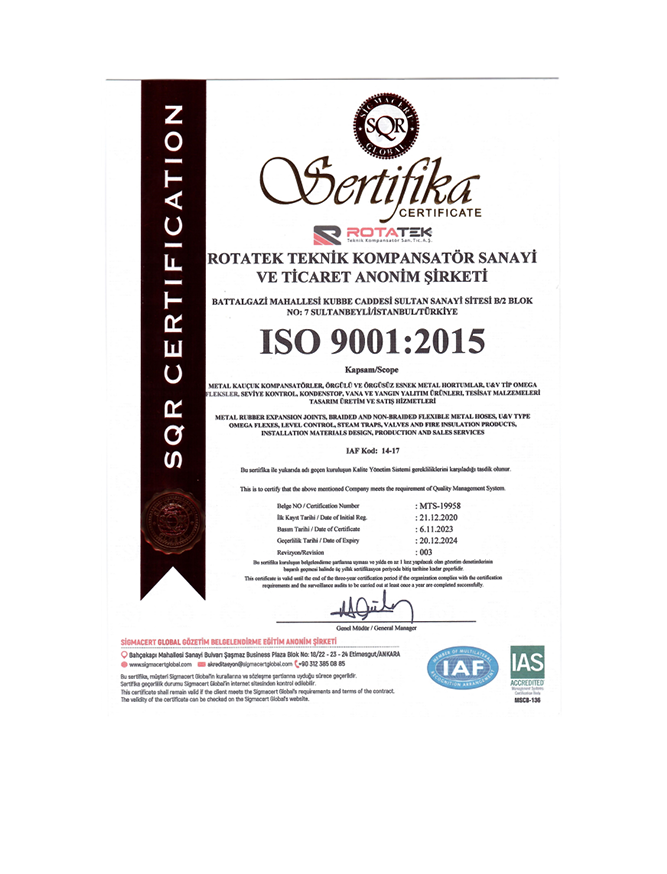 SQR CERTIFICATION
SIGMACERT
SQR
GLOBAL
Sertifika
CERTIFICATE
ROTATEK
Teknik Kompansatör San. Tic. A.Ş.
ROTATEK TEKNİK KOMPANSATÖR SANAYİ
VE TİCARET ANONİM ŞİRKETİ
BATTALGAZİ MAHALLESİ KUBBE CADDESİ SULTAN SANAYİ SİTESİ B/2 BLOK
NO: 7 SULTANBEYLİ/İSTANBUL/TÜRKİYE
ISO 9001:2015
Kapsam/Scope
METAL KAUÇUK KOMPANSATÖRLER, ÖRGÜLÜ VE ÖRGÜSÜZ ESNEK METAL HORTUMLAR, U&V TİP OMEGA
FLEKSLER, SEVİYE KONTROL, KONDENSTOP, VANA VE YANGIN YALITIM ÜRÜNLERİ, TESİSAT MALZEMELERİ
TASARIM ÜRETİM VE SATIŞ HİZMETLERİ
METAL RUBBER EXPANSION JOINTS, BRAIDED AND NON-BRAIDED FLEXIBLE METAL HOSES, U&V TYPE
OMEGA FLEXES, LEVEL CONTROL, STEAM TRAPS, VALVES AND FIRE INSULATION PRODUCTS,
INSTALLATION MATERIALS DESIGN, PRODUCTION AND SALES SERVICES
IAF Kod: 14-17
Bu sertifika ile yukarıda adı geçen kuruluşun Kalite Yönetim Sistemi gerekliliklerini karşıladığı tasdik olunur.
This is to certify that the above mentioned Company meets the requirement of Quality Management System.
Belge NO / Certification Number : MTS-19958
İlk Kayıt Tarihi / Date of Initial Reg. : 21.12.2020
Basım Tarihi / Date of Certificate : 6.11.2023
Geçerlilik Tarihi / Date of Expiry : 20.12.2024
Revizyon/Revision : 003
Bu sertifika kuruluşun belgelendirme şartlarına uyması ve yılda en az 1 kez yapılacak olan gözetim denetimlerinin
başarılı geçmesi halinde üç yıllık sertifikasyon periyodu bitiş tarihine kadar geçerlidir.
This certificate is valid until the end of the three-year certification period if the organization complies with the certification
requirements and the surveillance audits to be carried out at least once a year are completed successfully.
Genel Müdür / General Manager
SİGMACERT GLOBAL GÖZETİM BELGELENDİRME EĞİTİM ANONİM ŞİRKETİ
Bahçekapı Mahallesi Sanayi Bulvarı Şaşmaz Business Plaza Blok No: 18/22 - 23 - 24 Etimesgut/ANKARA
www.sigmacertglobal.com akreditasyon@sigmacertglobal.com +90 312 385 08 85
Bu sertifika, müşteri Sigmacert Global'in kurallarına ve sözleşme şartlarına uyduğu sürece geçerlidir.
Sertifika geçerlilik durumu Sigmacert Global'in internet sitesinden kontrol edilebilir.
This certificate shall remain valid if the client meets the Sigmacert Global's requirements and terms of the contract.
The validity of the certificate can be checked on the Sigmacert Global's website.
MEMBER OF MULTILATERAL
IAF
RECOGNITION ARRANGEMENT
IAS
ACCREDITED
Management Systems
Certification Body
MSCB-136